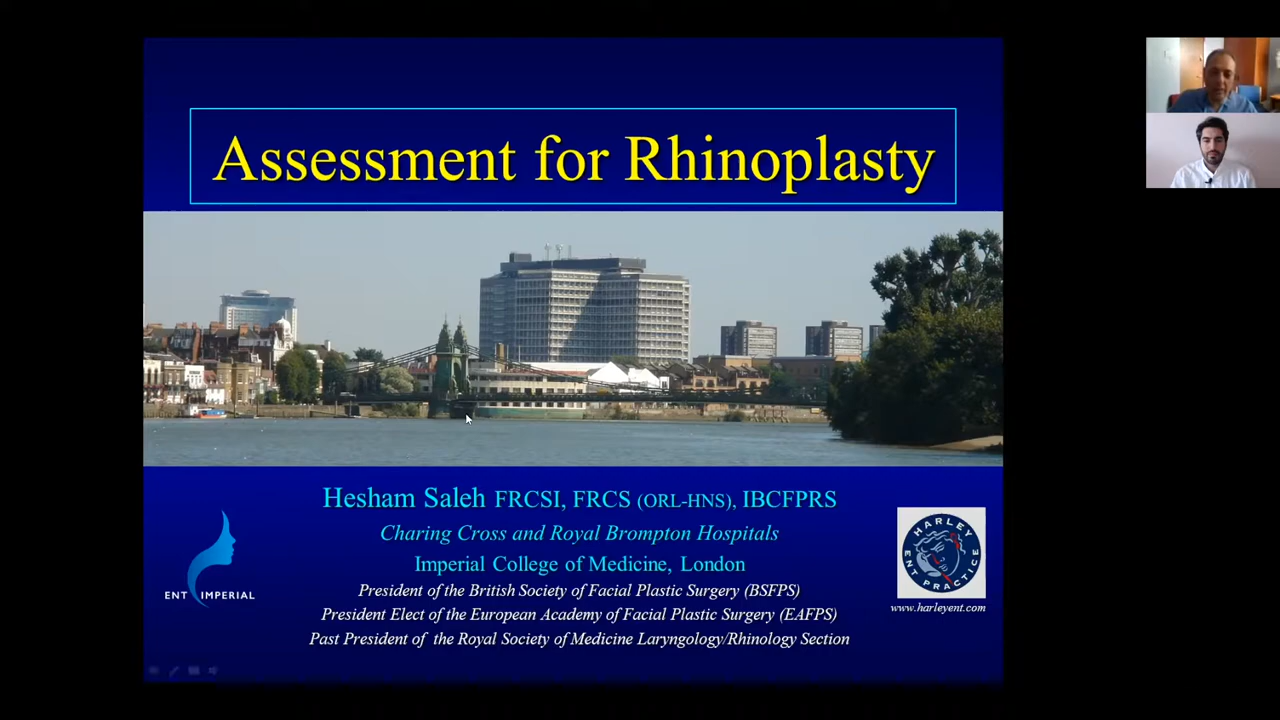 Assessment for Rhinoplasty
Hesham Saleh FRCSI, FRCS (ORL-HNS), IBCFPRS
Charing Cross and Royal Brompton Hospitals
Imperial College of Medicine, London
President of the British Society of Facial Plastic Surgery (BSFPS)
President Elect of the European Academy of Facial Plastic Surgery (EAFPS)
Past President of the Royal Society of Medicine Laryngology/Rhinology Section
ENT IMPERIAL
HARLEY
ENT PRACTICE
www.harleyent.com